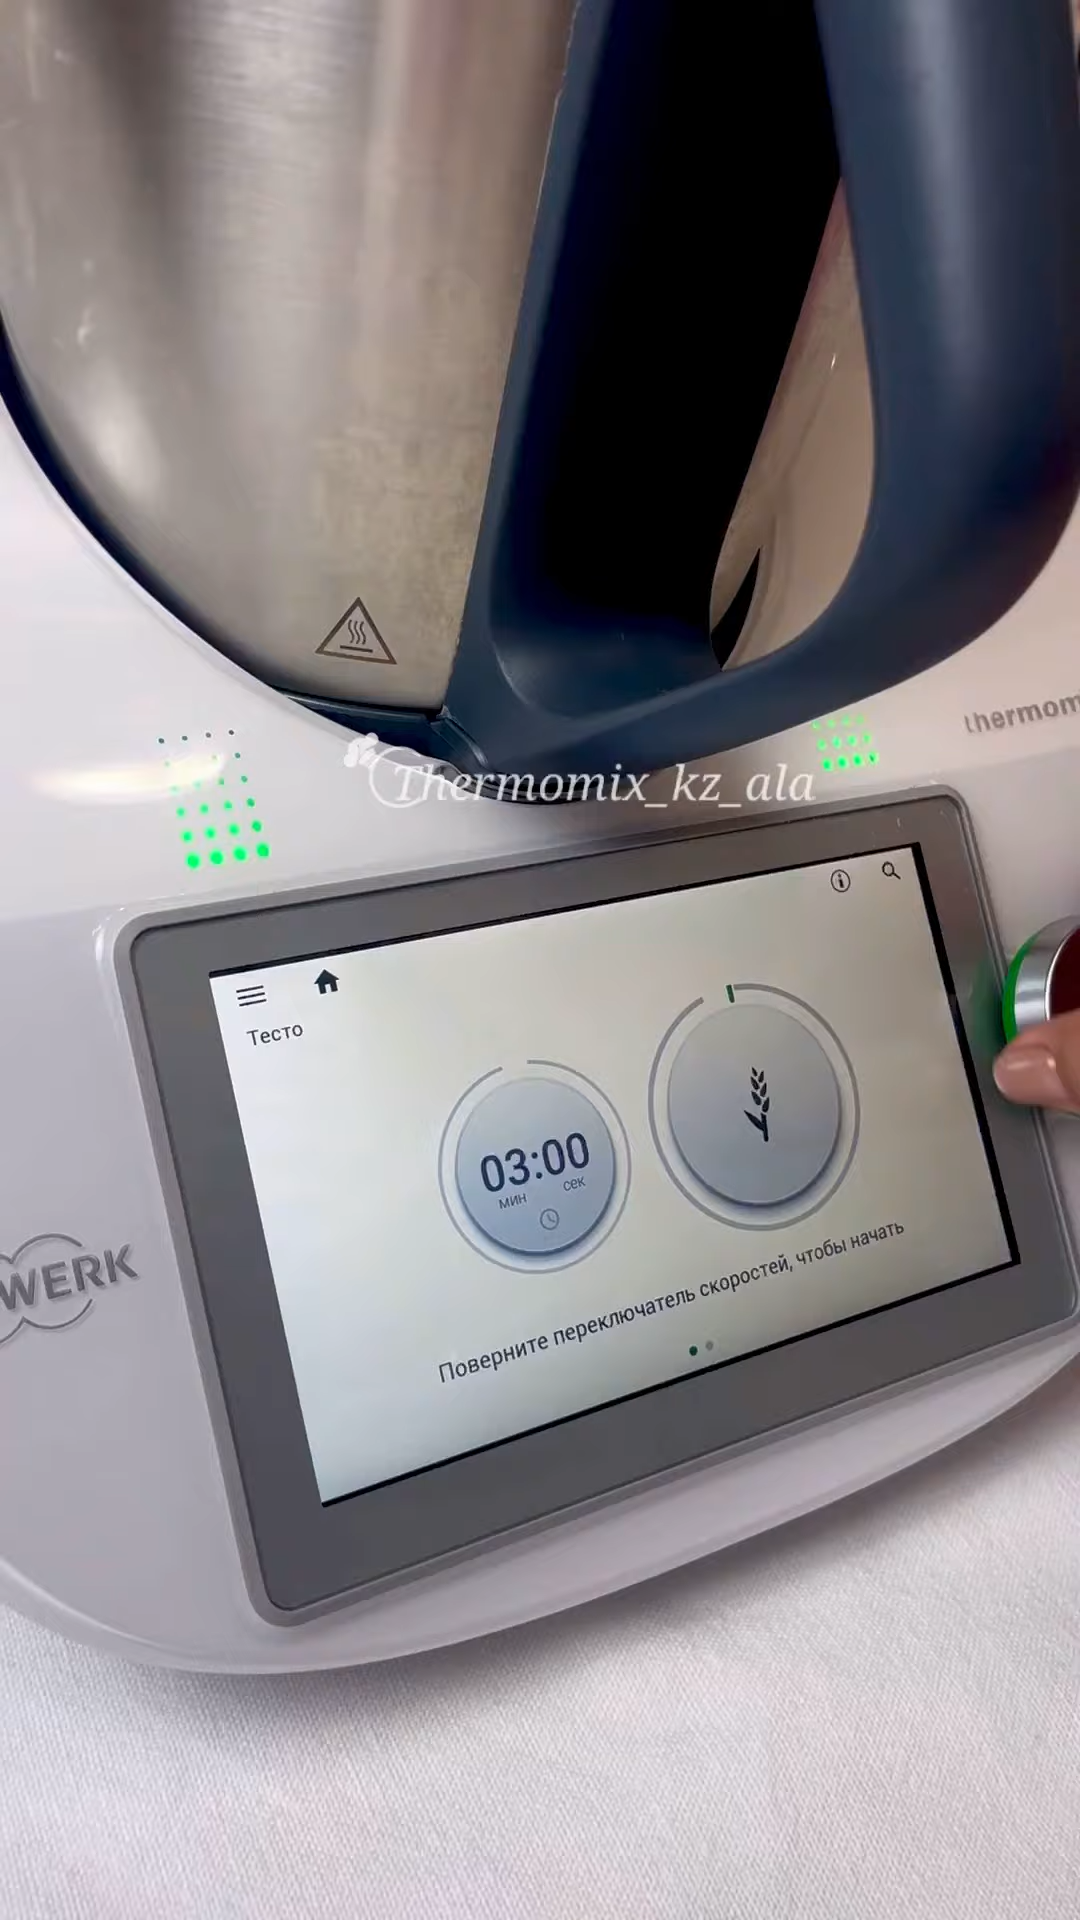 thermom
Thermomix_kz_ala
Тесто
03:00
мин сек
WERK
Поверните переключатель скоростей, чтобы начать